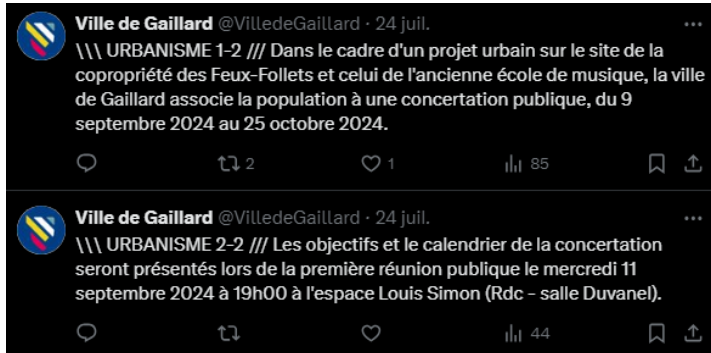 Ville de Gaillard @VilledeGaillard · 24 juil.
\\\ URBANISME 1-2 /// Dans le cadre d'un projet urbain sur le site de la
copropriété des Feux-Follets et celui de l'ancienne école de musique, la ville
de Gaillard associe la population à une concertation publique, du 9
septembre 2024 au 25 octobre 2024.
2 1 85
Ville de Gaillard @VilledeGaillard · 24 juil.
\\\ URBANISME 2-2 /// Les objectifs et le calendrier de la concertation
seront présentés lors de la première réunion publique le mercredi 11
septembre 2024 à 19h00 à l'espace Louis Simon (Rdc - salle Duvanel).
44